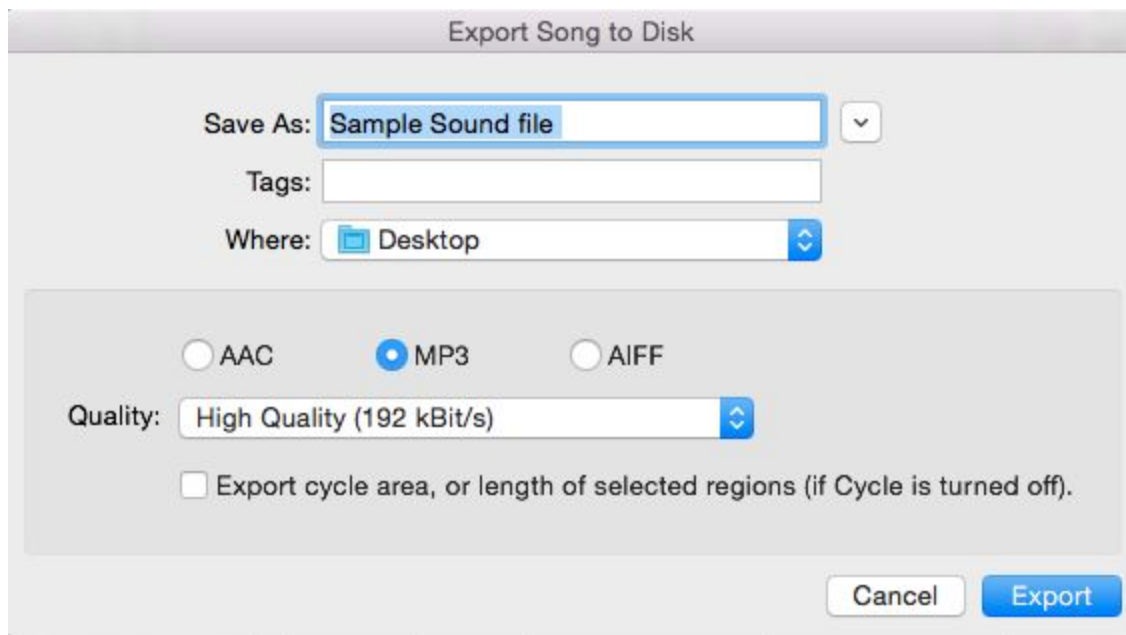 Export Song to Disk
Save As: Sample Sound file
Tags:
Where: Desktop
AAC MP3 AIFF
Quality: High Quality (192 kBit/s)
Export cycle area, or length of selected regions (if Cycle is turned off).
Cancel Export